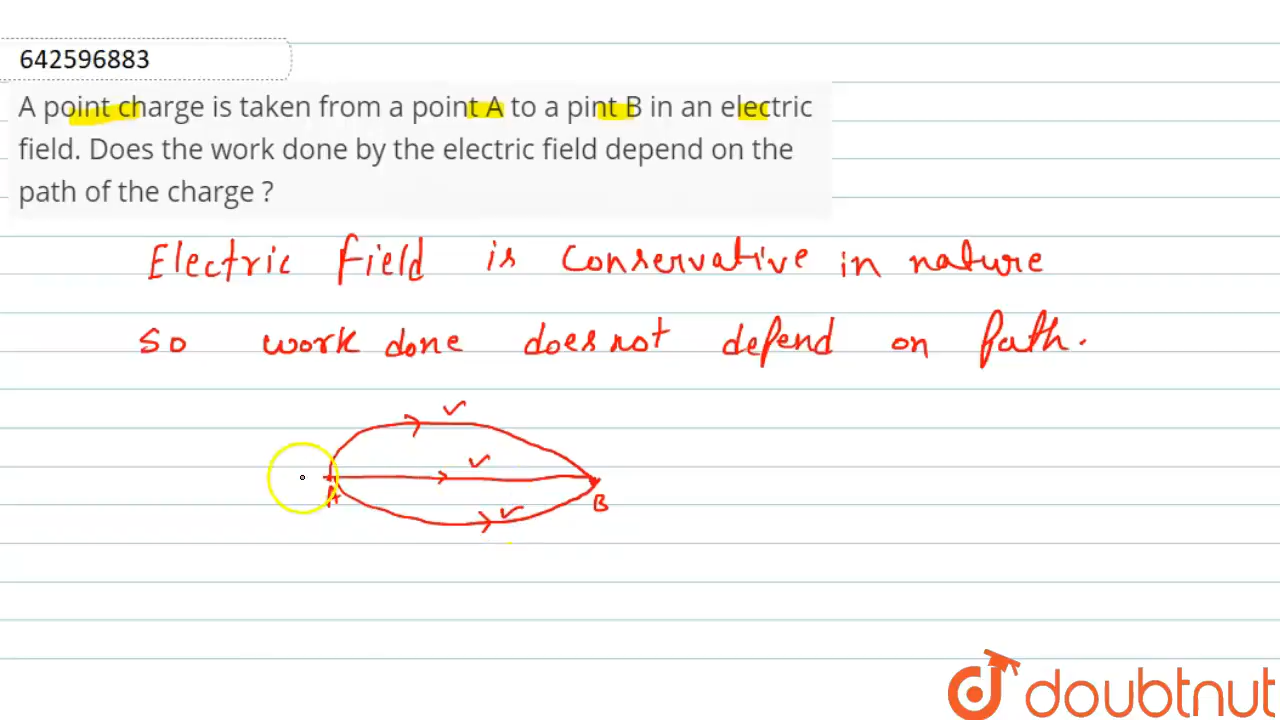 642596883
A point charge is taken from a point A to a pint B in an electric
field. Does the work done by the electric field depend on the
path of the charge ?
Electric field is conservative in nature
so work done does not depend on Path.
A
B
doubtnut